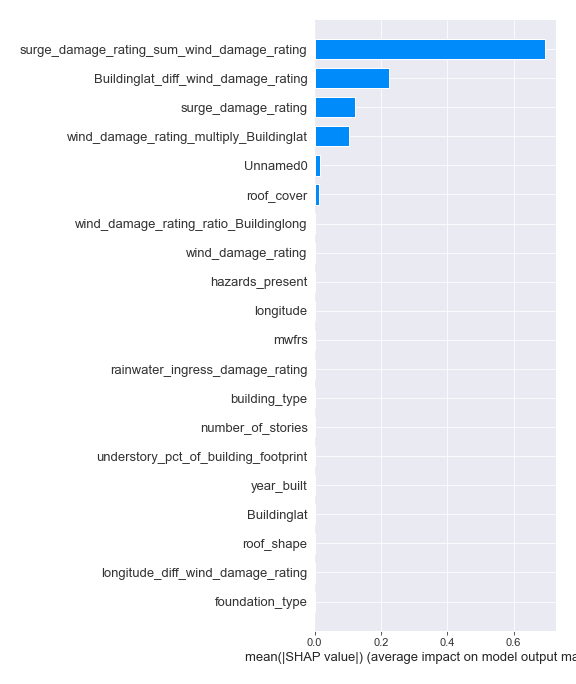 surge_damage_rating_sum_wind_damage_rating
Buildinglat_diff_wind_damage_rating
surge_damage_rating
wind_damage_rating_multiply_Buildinglat
Unnamed0
roof_cover
wind_damage_rating_ratio_Buildinglong
wind_damage_rating
hazards_present
longitude
mwfrs
rainwater_ingress_damage_rating
building_type
number_of_stories
understory_pct_of_building_footprint
year_built
Buildinglat
roof_shape
longitude_diff_wind_damage_rating
foundation_type
0.0 0.2 0.4 0.6
mean(|SHAP value|) (average impact on model output ma